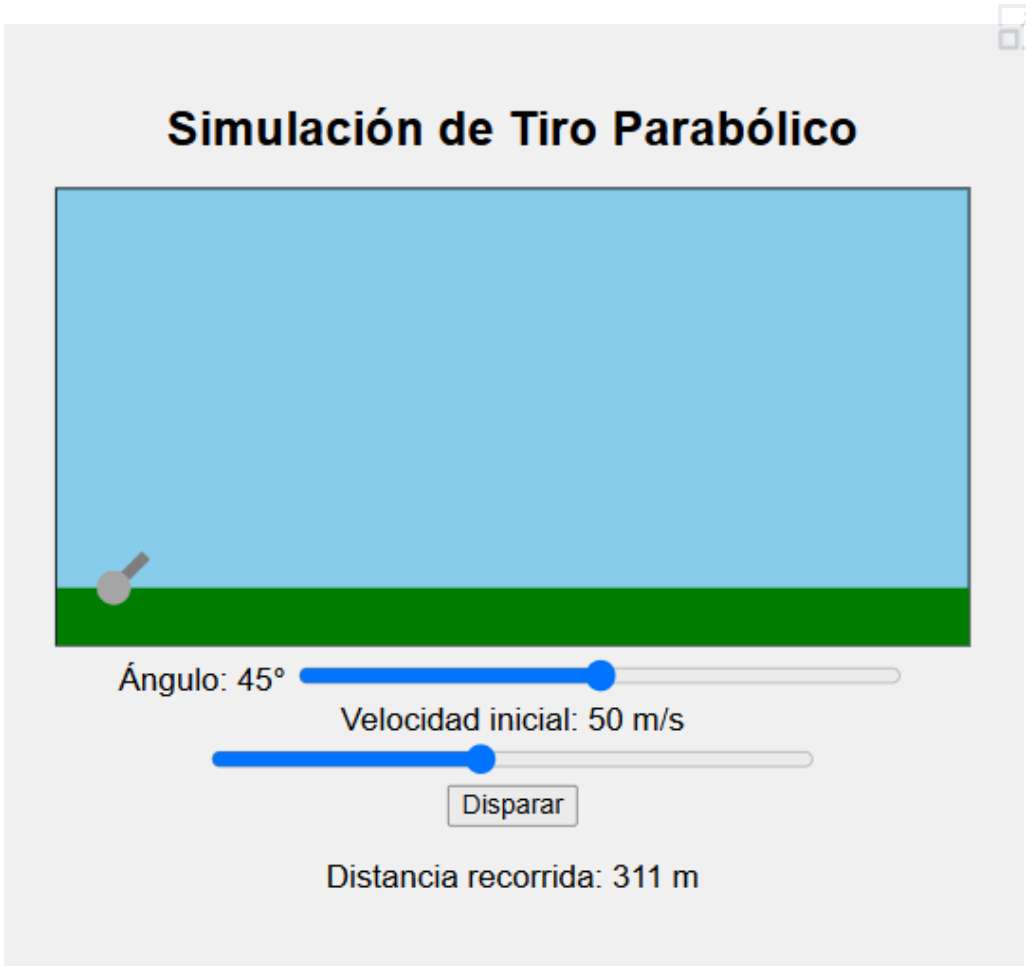 Simulación de Tiro Parabólico
Ángulo: 45°
Velocidad inicial: 50 m/s
Disparar
Distancia recorrida: 311 m